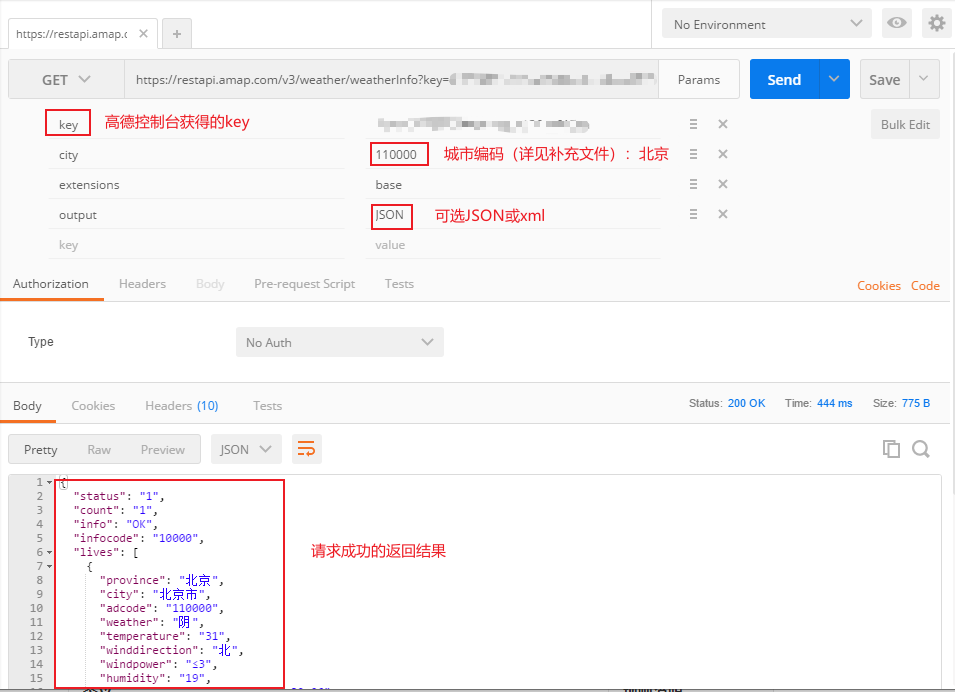 https://restapi.amap.c
No Environment
GET https://restapi.amap.com/v3/weather/weatherInfo?key= Params Send Save
key 高德控制台获得的key Bulk Edit
city 110000 城市编码（详见补充文件）：北京
extensions base
output JSON 可选JSON或xml
key value
Authorization Headers Body Pre-request Script Tests Cookies Code
Type No Auth
Body Cookies Headers (10) Tests Status: 200 OK Time: 444 ms Size: 775 B
Pretty Raw Preview JSON
1 {
2 "status": "1",
3 "count": "1",
4 "info": "OK",
5 "infocode": "10000",
6 "lives": [
7 {
8 "province": "北京",
9 "city": "北京市",
10 "adcode": "110000",
11 "weather": "阴",
12 "temperature": "31",
13 "winddirection": "北",
14 "windpower": "≤3",
15 "humidity": "19",
请求成功的返回结果